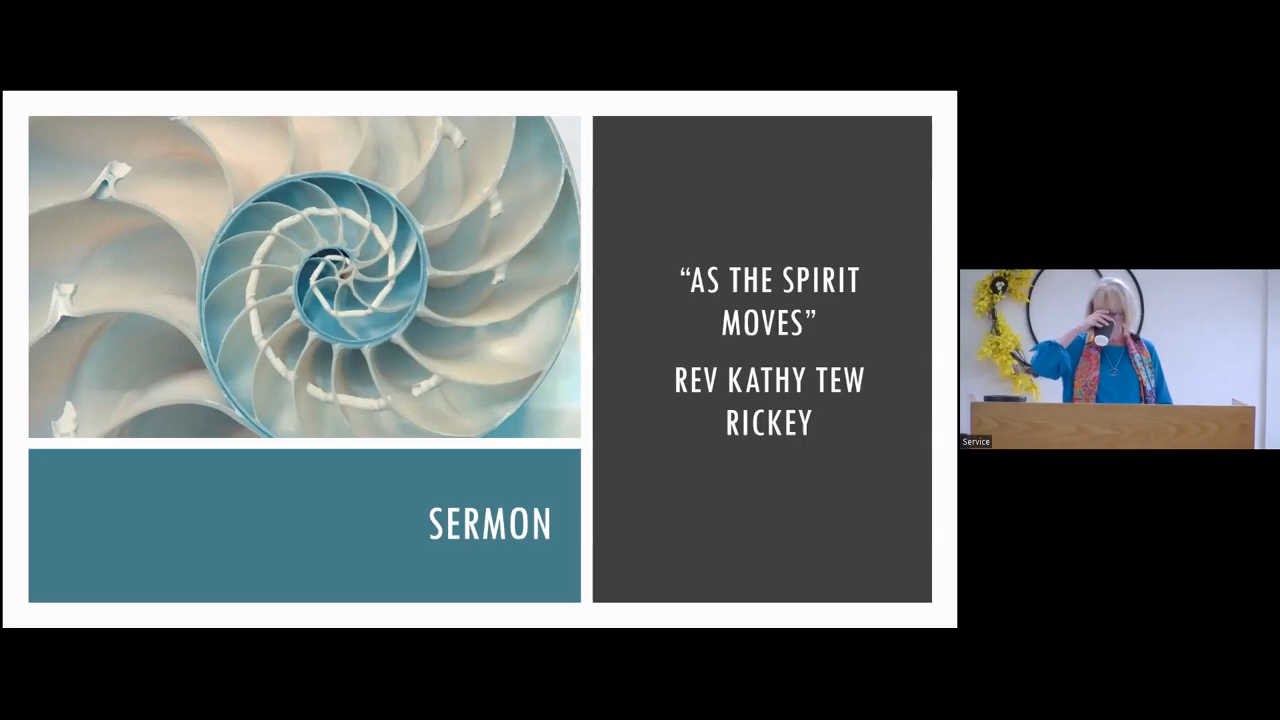 “AS THE SPIRIT
MOVES”
REV KATHY TEW
RICKEY
SERMON
Service